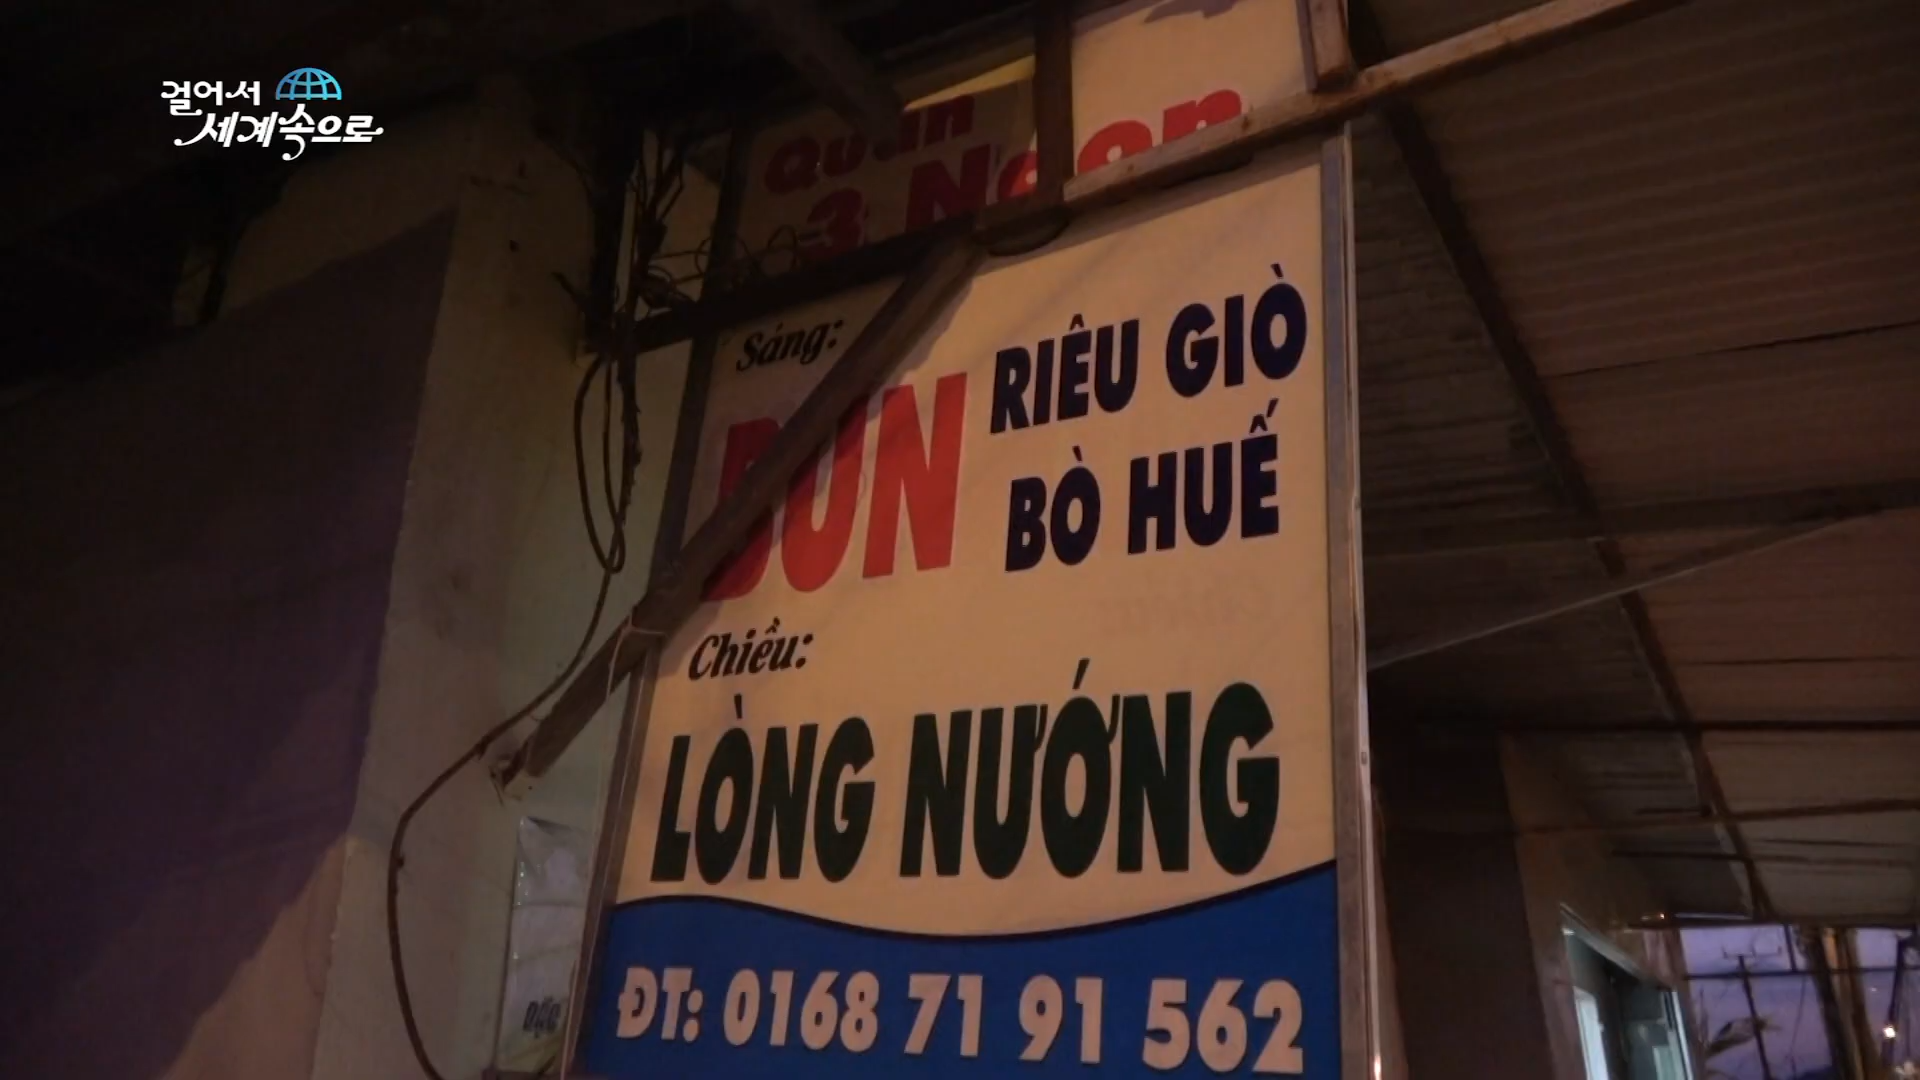 걸어서
세계속으로
Quán
3 Ngon
Sáng:
BÚN
RIÊU GIÒ
BÒ HUẾ
Chiều:
LÒNG NƯỚNG
ĐT: 0168 71 91 562